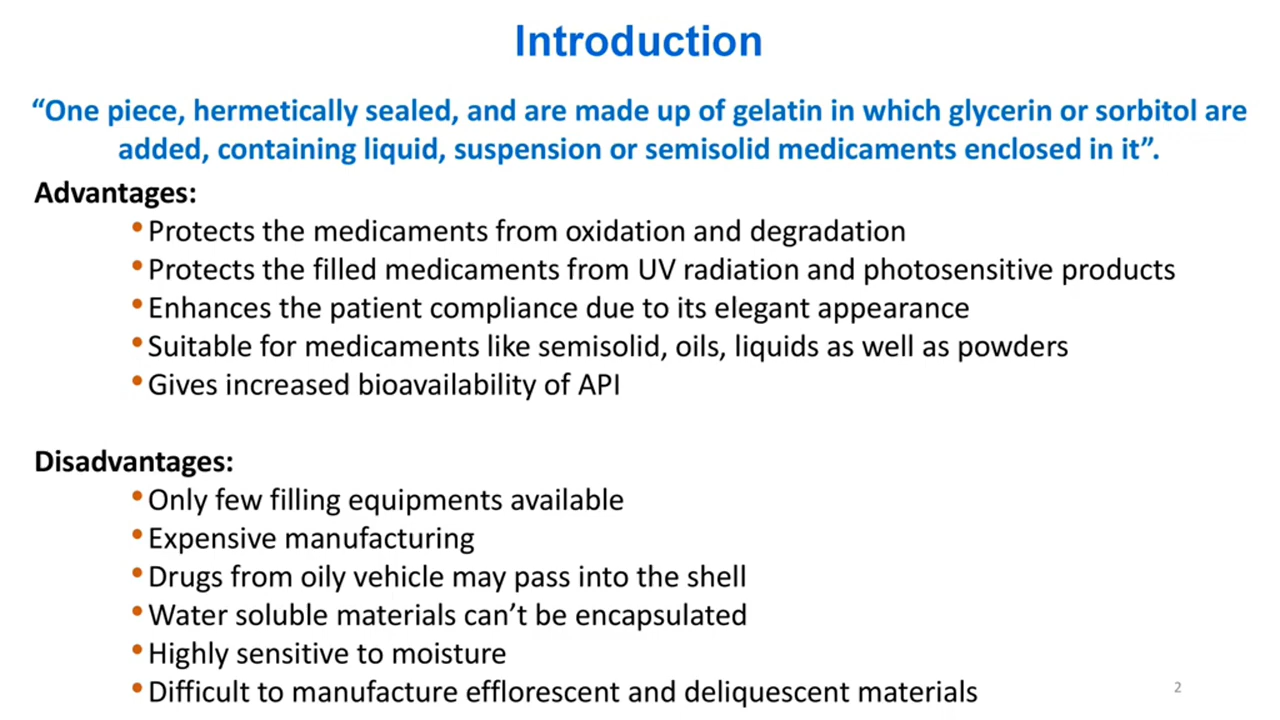 Introduction
“One piece, hermetically sealed, and are made up of gelatin in which glycerin or sorbitol are
added, containing liquid, suspension or semisolid medicaments enclosed in it”.
Advantages:
•Protects the medicaments from oxidation and degradation
•Protects the filled medicaments from UV radiation and photosensitive products
•Enhances the patient compliance due to its elegant appearance
•Suitable for medicaments like semisolid, oils, liquids as well as powders
•Gives increased bioavailability of API
Disadvantages:
•Only few filling equipments available
•Expensive manufacturing
•Drugs from oily vehicle may pass into the shell
•Water soluble materials can’t be encapsulated
•Highly sensitive to moisture
•Difficult to manufacture efflorescent and deliquescent materials
2